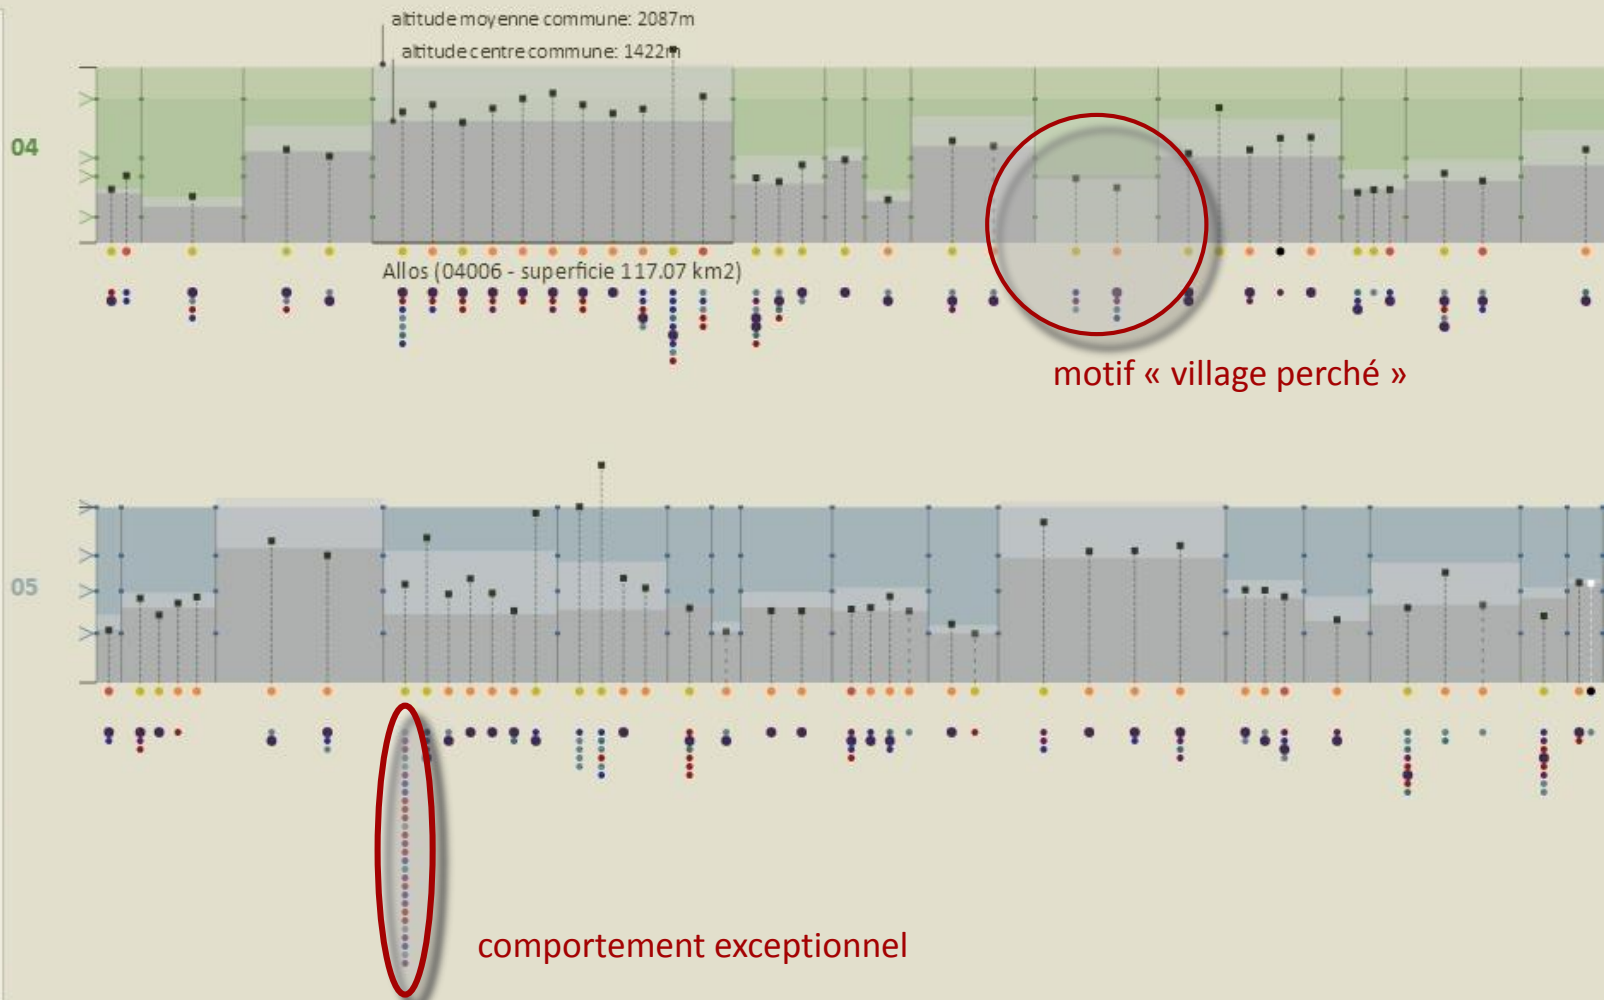 altitude moyenne commune: 2087m
altitude centre commune: 1422m
04
Allos (04006 - superficie 117.07 km2)
motif « village perché »
05
comportement exceptionnel